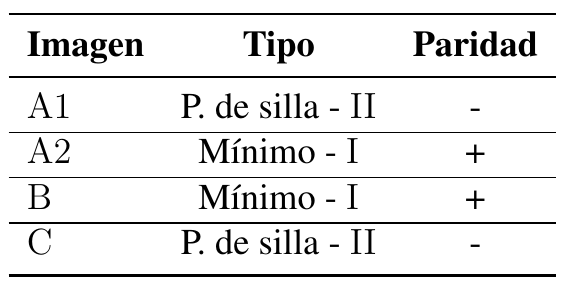 Imagen Tipo Paridad
A1 P. de silla - II -
A2 Mínimo - I +
B Mínimo - I +
C P. de silla - II -